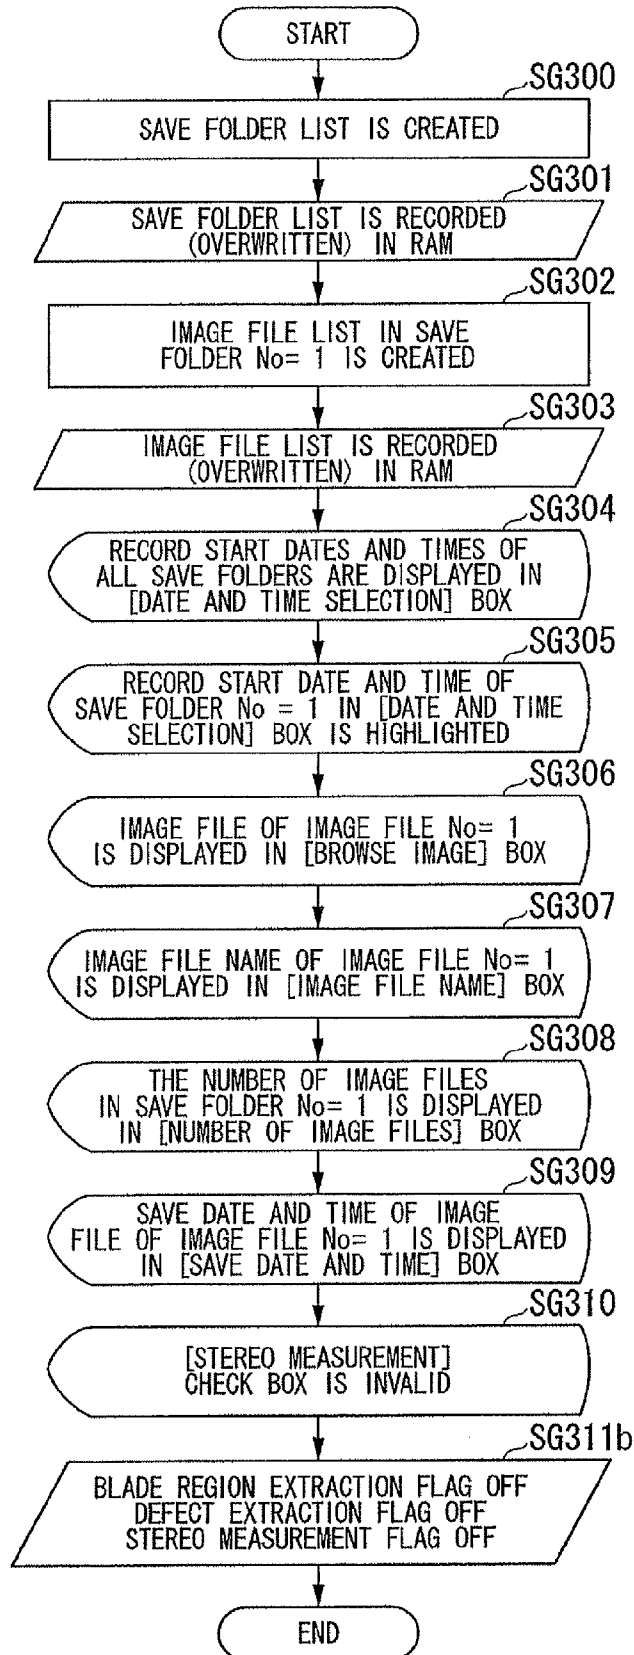 START
SG300
SAVE FOLDER LIST IS CREATED
SG301
SAVE FOLDER LIST IS RECORDED
(OVERWRITTEN) IN RAM
SG302
IMAGE FILE LIST IN SAVE
FOLDER No= 1 IS CREATED
SG303
IMAGE FILE LIST IS RECORDED
(OVERWRITTEN) IN RAM
SG304
RECORD START DATES AND TIMES OF
ALL SAVE FOLDERS ARE DISPLAYED IN
[DATE AND TIME SELECTION] BOX
SG305
RECORD START DATE AND TIME OF
SAVE FOLDER No = 1 IN [DATE AND TIME
SELECTION] BOX IS HIGHLIGHTED
SG306
IMAGE FILE OF IMAGE FILE No= 1
IS DISPLAYED IN [BROWSE IMAGE] BOX
SG307
IMAGE FILE NAME OF IMAGE FILE No= 1
IS DISPLAYED IN [IMAGE FILE NAME] BOX
SG308
THE NUMBER OF IMAGE FILES
IN SAVE FOLDER No= 1 IS DISPLAYED
IN [NUMBER OF IMAGE FILES] BOX
SG309
SAVE DATE AND TIME OF IMAGE
FILE OF IMAGE FILE No= 1 IS DISPLAYED
IN [SAVE DATE AND TIME] BOX
SG310
[STEREO MEASUREMENT]
CHECK BOX IS INVALID
SG311b
BLADE REGION EXTRACTION FLAG OFF
DEFECT EXTRACTION FLAG OFF
STEREO MEASUREMENT FLAG OFF
END